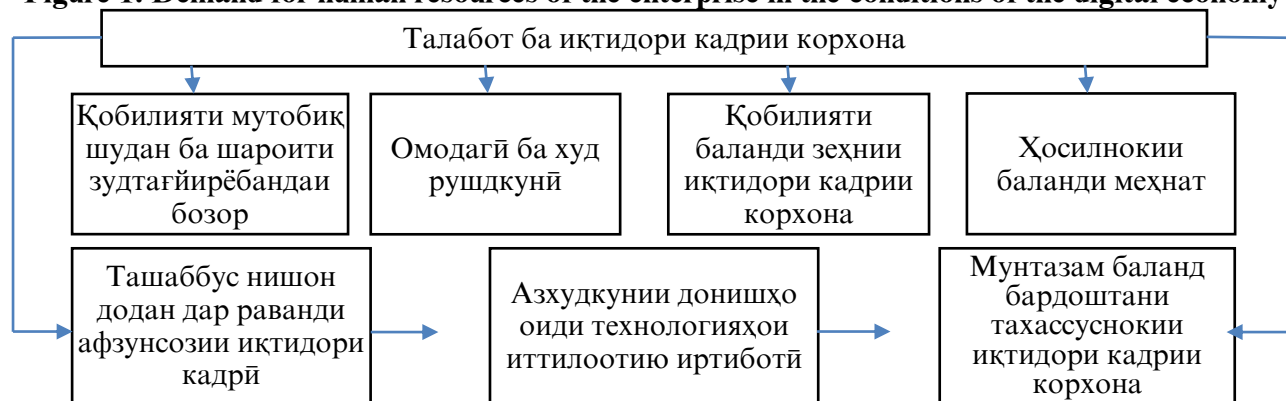 Figure 1. Demand for human resources of the enterprise in the conditions of the digital economy
Талабот ба иқтидори кадрии корхона
Қобилияти мутобиқ
шудан ба шароити
зудтағйирёбандаи
бозор
Омодагӣ ба худ
рушдкунӣ
Қобилияти
баланди зеҳнии
иқтидори кадрии
корхона
Ҳосилнокии
баланди меҳнат
Ташаббус нишон
додан дар раванди
афзунсозии иқтидори
кадрӣ
Азхудкунии донишҳо
оиди технологияҳои
иттилоотию иртиботӣ
Мунтазам баланд
бардоштани
тахассуснокии
иқтидори кадрии
корхона